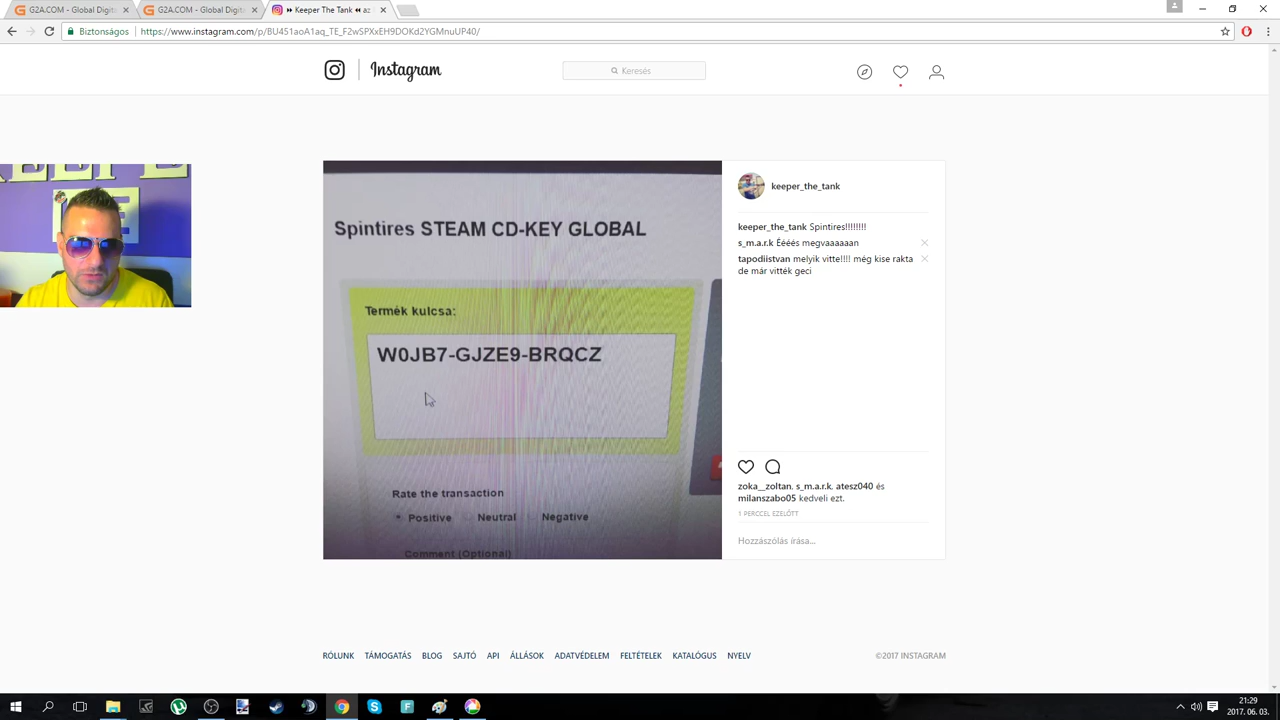 G2A.COM - Global Digit
G2A.COM - Global Digit
Keeper The Tank
az
Biztonságos
https://www.instagram.com/p/BU451aoA1aq_TE_F2wSPXxEH9DOKd2YGMnuUP40/
Instagram
Keresés
Spintires STEAM CD-KEY GLOBAL
Termék kulcsa:
W0JB7-GJZE9-BRQCZ
Rate the transaction
Positive Neutral Negative
Comment (Optional)
keeper_the_tank
keeper_the_tank Spintires!!!!!!!!
s_m.a.r.k Éééés megvaaaaaan
tapodiistvan melyik vitte!!!! még kise rakta
de már vitték geci
zoka__zoltan, s_m.a.r.k, atesz040 és
milanszabo05 kedveli ezt.
1 PERCCEL EZELŐTT
Hozzászólás írása...
RÓLUNK TÁMOGATÁS BLOG SAJTÓ API ÁLLÁSOK ADATVÉDELEM FELTÉTELEK KATALÓGUS NYELV
©2017 INSTAGRAM
21:29
2017. 06. 03.